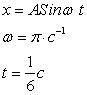 x = ASinω t
ω = π·c⁻¹
t = 1/6 c